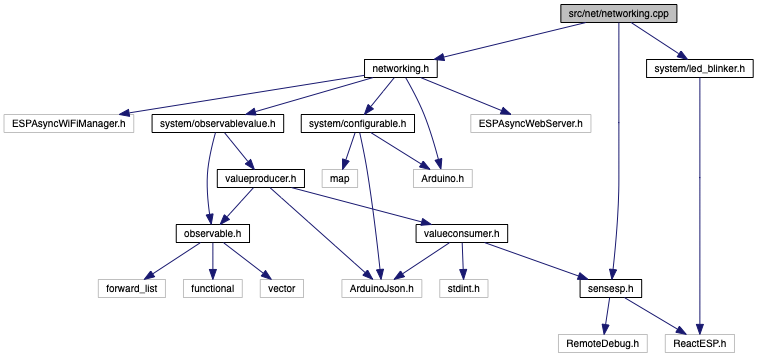 src/net/networking.cpp
networking.h
system/led_blinker.h
ESPAsyncWiFiManager.h
system/observablevalue.h
system/configurable.h
ESPAsyncWebServer.h
valueproducer.h
map
Arduino.h
observable.h
valueconsumer.h
forward_list
functional
vector
ArduinoJson.h
stdint.h
sensesp.h
RemoteDebug.h
ReactESP.h